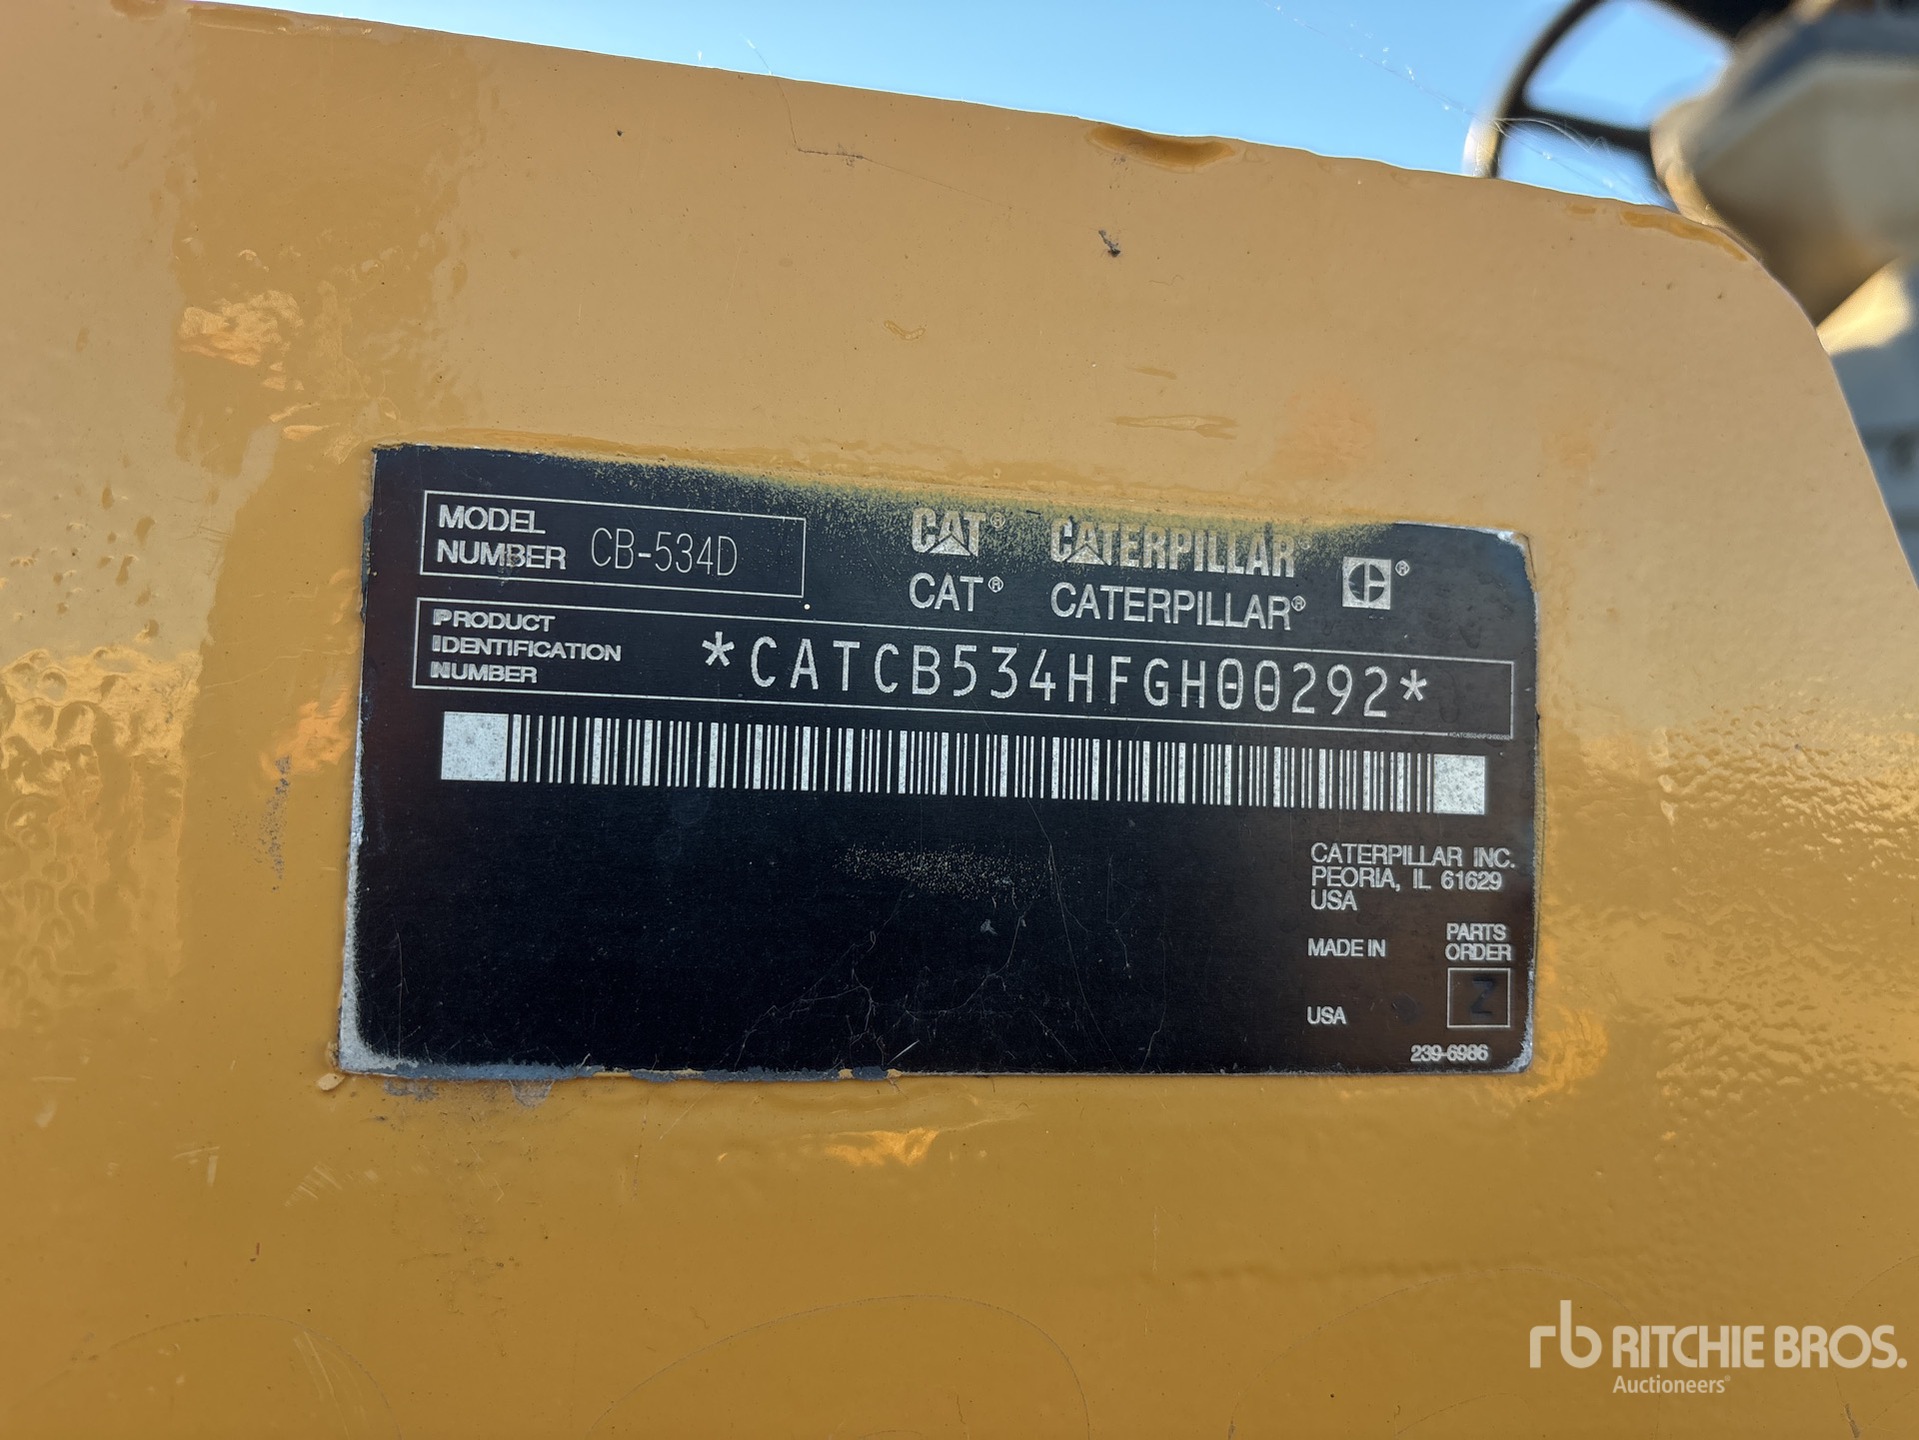 MODEL
NUMBER CB-534D
CAT® CATERPILLAR®
CAT® CATERPILLAR®
PRODUCT
IDENTIFICATION
NUMBER
*CATCB534HFGH00292*
CATERPILLAR INC.
PEORIA, IL 61629
USA
MADE IN
USA
PARTS
ORDER
Z
239-6986
rb RITCHIE BROS.
Auctioneers